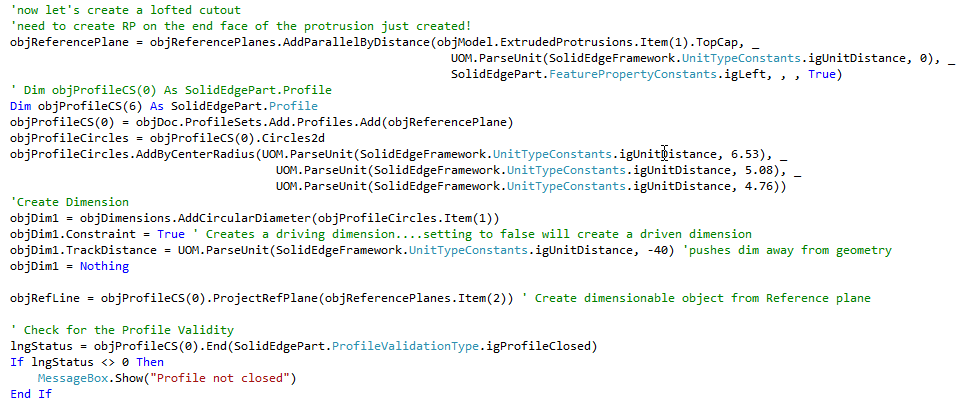 'now let's create a lofted cutout
'need to create RP on the end face of the protrusion just created!
objReferencePlane = objReferencePlanes.AddParallelByDistance(objModel.ExtrudedProtrusions.Item(1).TopCap, _
UOM.ParseUnit(SolidEdgeFramework.UnitTypeConstants.igUnitDistance, 0), _
SolidEdgePart.FeaturePropertyConstants.igLeft, , , True)
' Dim objProfileCS(0) As SolidEdgePart.Profile
Dim objProfileCS(6) As SolidEdgePart.Profile
objProfileCS(0) = objDoc.ProfileSets.Add.Profiles.Add(objReferencePlane)
objProfileCircles = objProfileCS(0).Circles2d
objProfileCircles.AddByCenterRadius(UOM.ParseUnit(SolidEdgeFramework.UnitTypeConstants.igUnitDistance, 6.53), _
UOM.ParseUnit(SolidEdgeFramework.UnitTypeConstants.igUnitDistance, 5.08), _
UOM.ParseUnit(SolidEdgeFramework.UnitTypeConstants.igUnitDistance, 4.76))
'Create Dimension
objDim1 = objDimensions.AddCircularDiameter(objProfileCircles.Item(1))
objDim1.Constraint = True ' Creates a driving dimension....setting to false will create a driven dimension
objDim1.TrackDistance = UOM.ParseUnit(SolidEdgeFramework.UnitTypeConstants.igUnitDistance, -40) 'pushes dim away from geometry
objDim1 = Nothing
objRefLine = objProfileCS(0).ProjectRefPlane(objReferencePlanes.Item(2)) ' Create dimensionable object from Reference plane
' Check for the Profile Validity
lngStatus = objProfileCS(0).End(SolidEdgePart.ProfileValidationType.igProfileClosed)
If lngStatus <> 0 Then
MessageBox.Show("Profile not closed")
End If